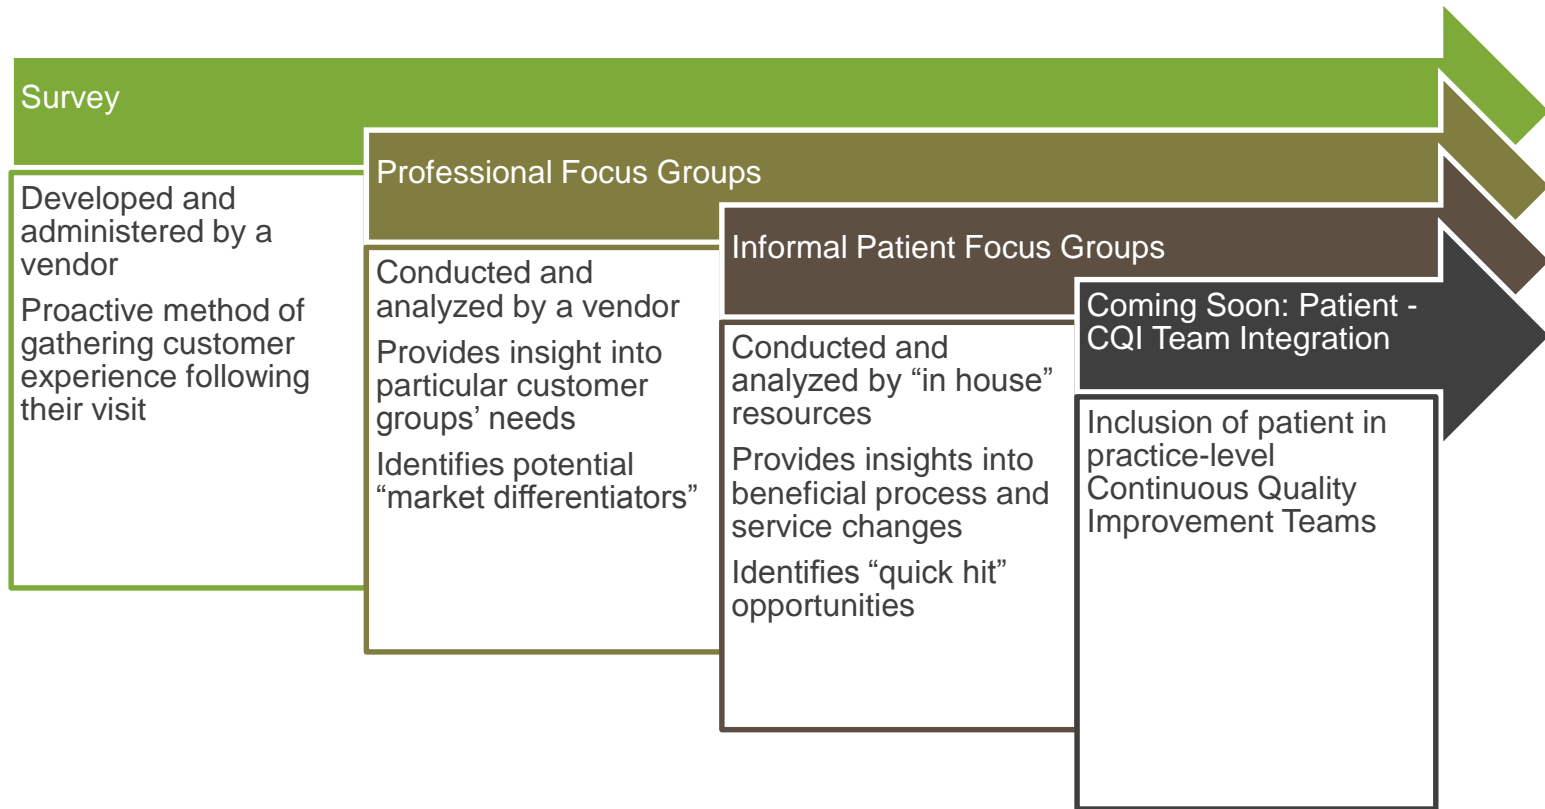 Survey
Developed and
administered by a
vendor
Proactive method of
gathering customer
experience following
their visit
Professional Focus Groups
Conducted and
analyzed by a vendor
Provides insight into
particular customer
groups’ needs
Identifies potential
“market differentiators”
Informal Patient Focus Groups
Conducted and
analyzed by “in house”
resources
Provides insights into
beneficial process and
service changes
Identifies “quick hit”
opportunities
Coming Soon: Patient -
CQI Team Integration
Inclusion of patient in
practice-level
Continuous Quality
Improvement Teams